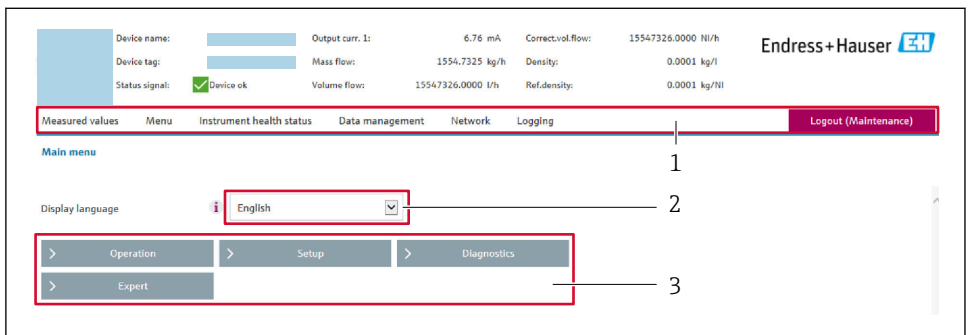 Device name: Output curr. 1: 6.76 mA Correct.vol.flow: 15547326.0000 Nl/h
Endress+Hauser EH
Device tag: Mass flow: 1554.7325 kg/h Density: 0.0001 kg/l
Status signal: Device ok Volume flow: 15547326.0000 l/h Ref.density: 0.0001 kg/Nl
Measured values Menu Instrument health status Data management Network Logging Logout (Maintenance)
1
Main menu
Display language i English 2
> Operation > Setup > Diagnostics
> Expert 3